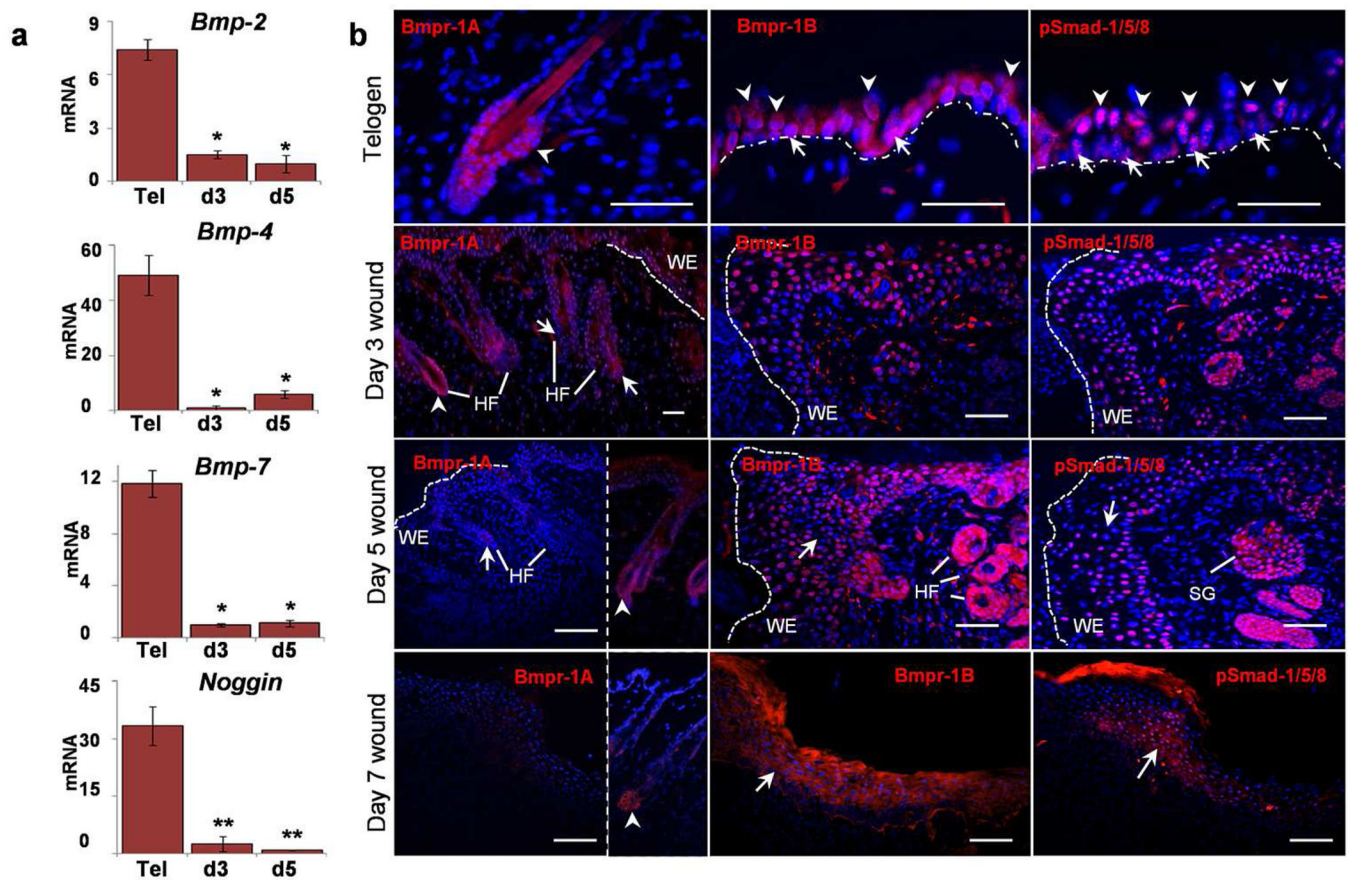 a
Bmp-2
mRNA
9
6
3
0
*
*
Tel d3 d5
Bmp-4
mRNA
60
40
20
0
*
*
Tel d3 d5
Bmp-7
mRNA
12
8
4
0
*
*
Tel d3 d5
Noggin
mRNA
45
30
15
0
**
**
Tel d3 d5
b
Telogen
Bmpr-1A
Bmpr-1B
pSmad-1/5/8
Day 3 wound
Bmpr-1A
WE
HF
HF
Bmpr-1B
WE
pSmad-1/5/8
WE
Day 5 wound
Bmpr-1A
WE
HF
Bmpr-1B
HF
WE
pSmad-1/5/8
SG
WE
Day 7 wound
Bmpr-1A
Bmpr-1B
pSmad-1/5/8